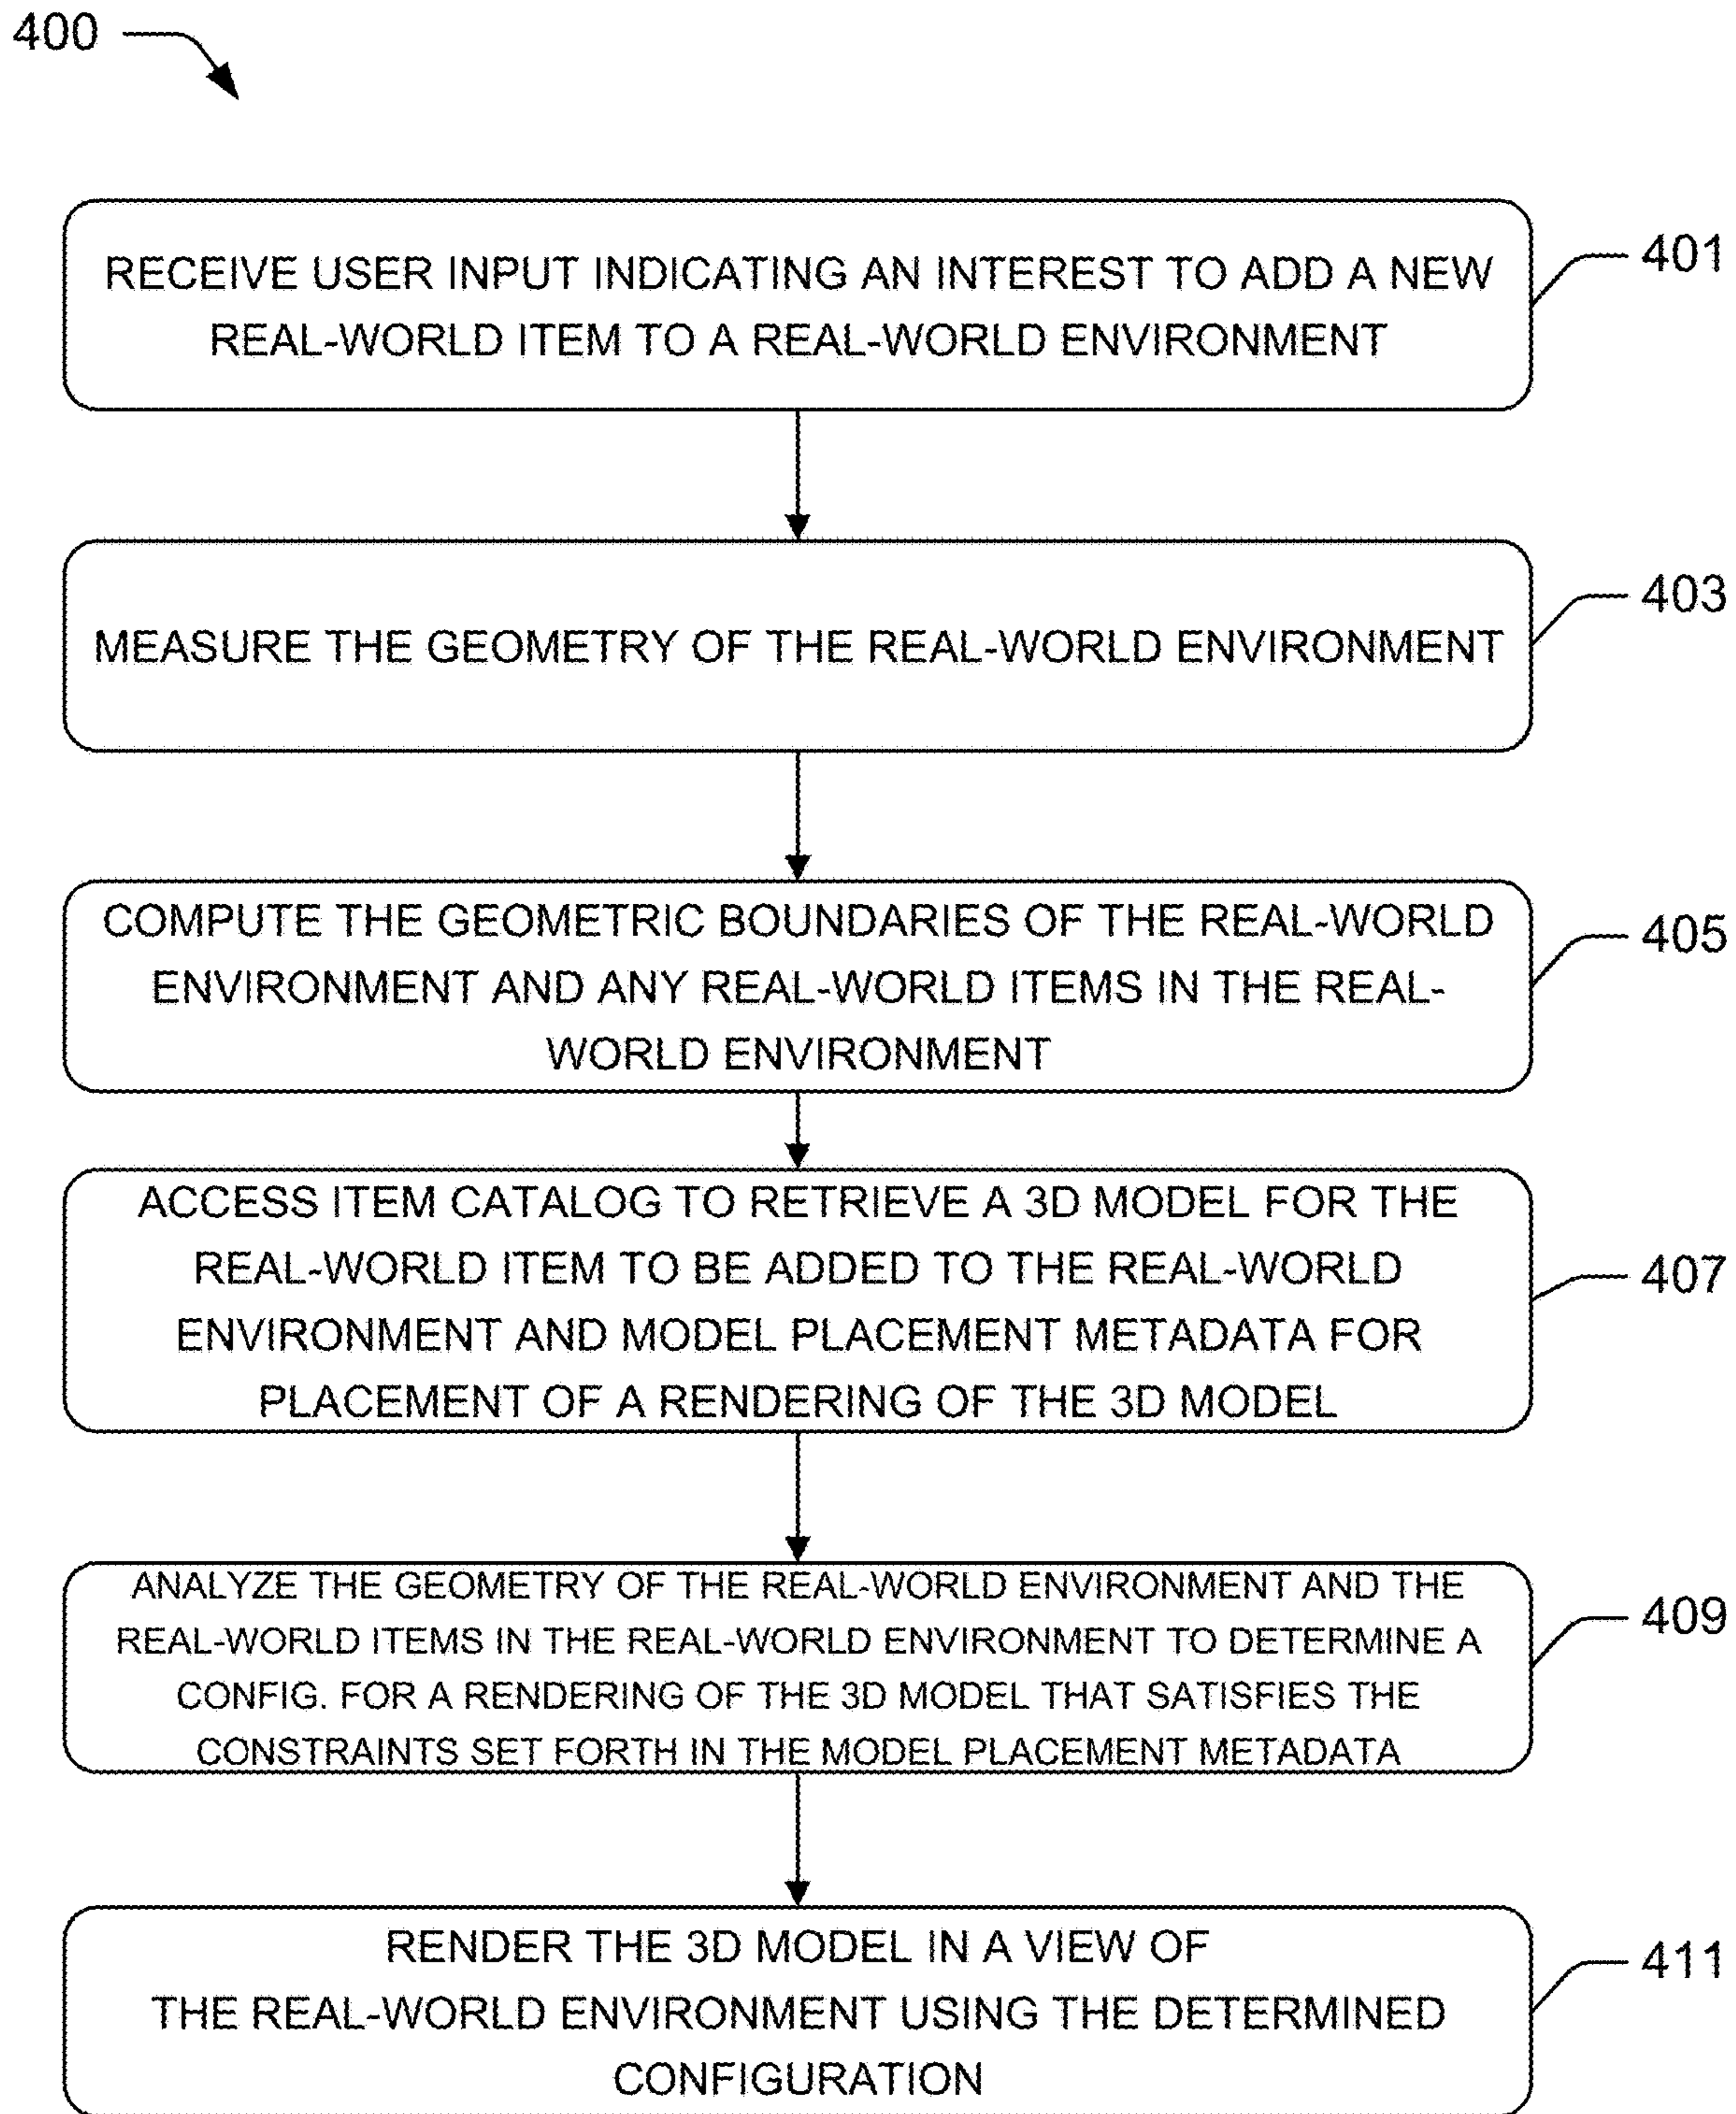 400
RECEIVE USER INPUT INDICATING AN INTEREST TO ADD A NEW
REAL-WORLD ITEM TO A REAL-WORLD ENVIRONMENT
401
MEASURE THE GEOMETRY OF THE REAL-WORLD ENVIRONMENT
403
COMPUTE THE GEOMETRIC BOUNDARIES OF THE REAL-WORLD
ENVIRONMENT AND ANY REAL-WORLD ITEMS IN THE REAL-
WORLD ENVIRONMENT
405
ACCESS ITEM CATALOG TO RETRIEVE A 3D MODEL FOR THE
REAL-WORLD ITEM TO BE ADDED TO THE REAL-WORLD
ENVIRONMENT AND MODEL PLACEMENT METADATA FOR
PLACEMENT OF A RENDERING OF THE 3D MODEL
407
ANALYZE THE GEOMETRY OF THE REAL-WORLD ENVIRONMENT AND THE
REAL-WORLD ITEMS IN THE REAL-WORLD ENVIRONMENT TO DETERMINE A
CONFIG. FOR A RENDERING OF THE 3D MODEL THAT SATISFIES THE
CONSTRAINTS SET FORTH IN THE MODEL PLACEMENT METADATA
409
RENDER THE 3D MODEL IN A VIEW OF
THE REAL-WORLD ENVIRONMENT USING THE DETERMINED
CONFIGURATION
411